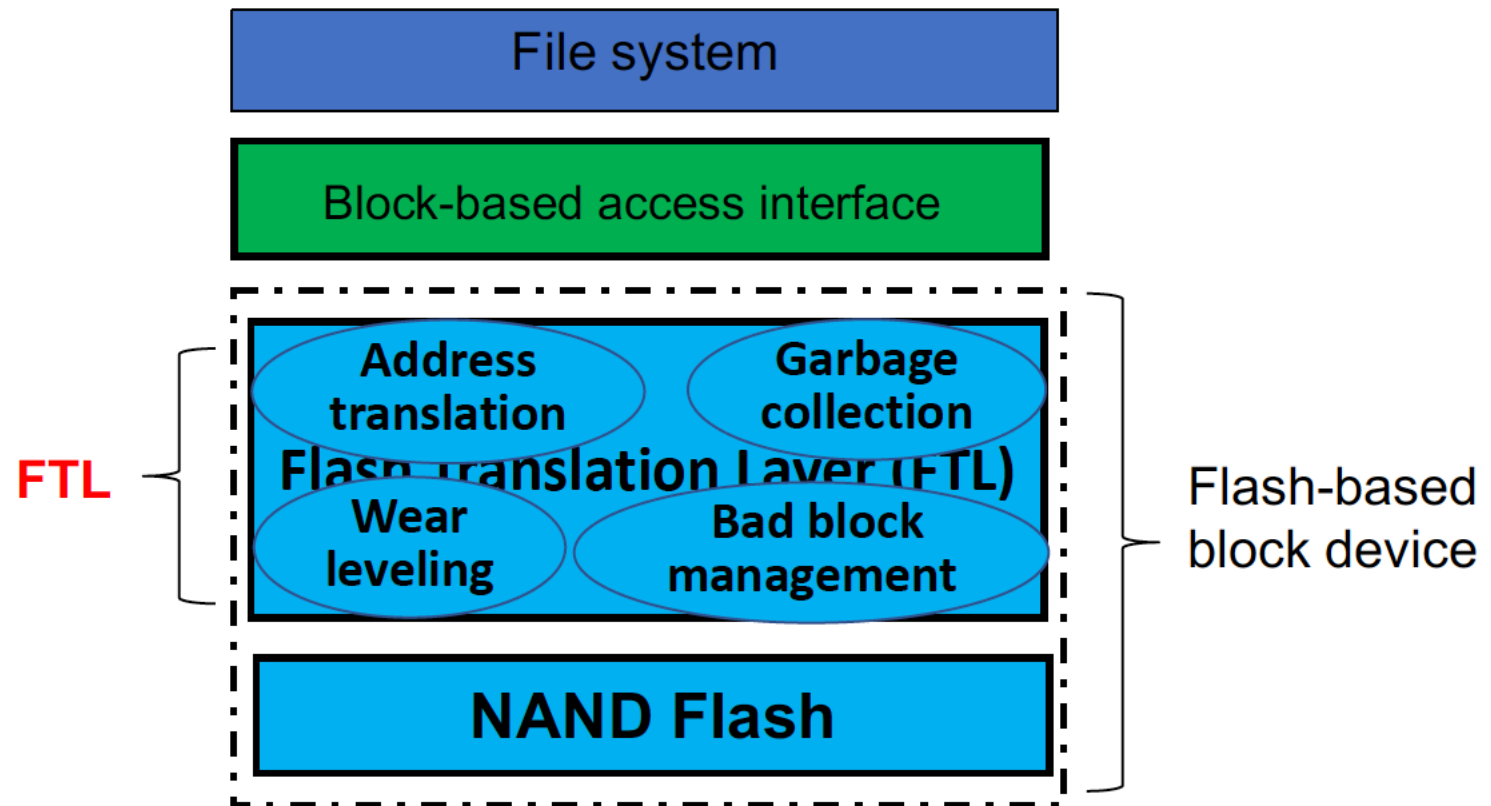 File system
Block-based access interface
Address
translation
Garbage
collection
Flash Translation Layer (FTL)
Wear
leveling
Bad block
management
FTL
Flash-based
block device
NAND Flash